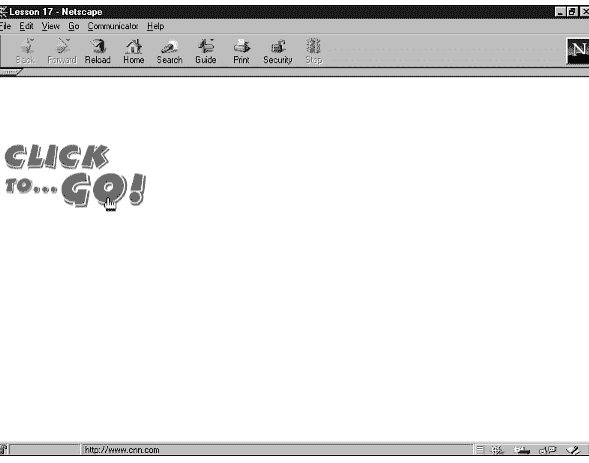 Lesson 17 - Netscape
File Edit View Go Communicator Help
Back Forward Reload Home Search Guide Print Security Stop
N
CLICK
TO... GO!
http://www.cnn.com